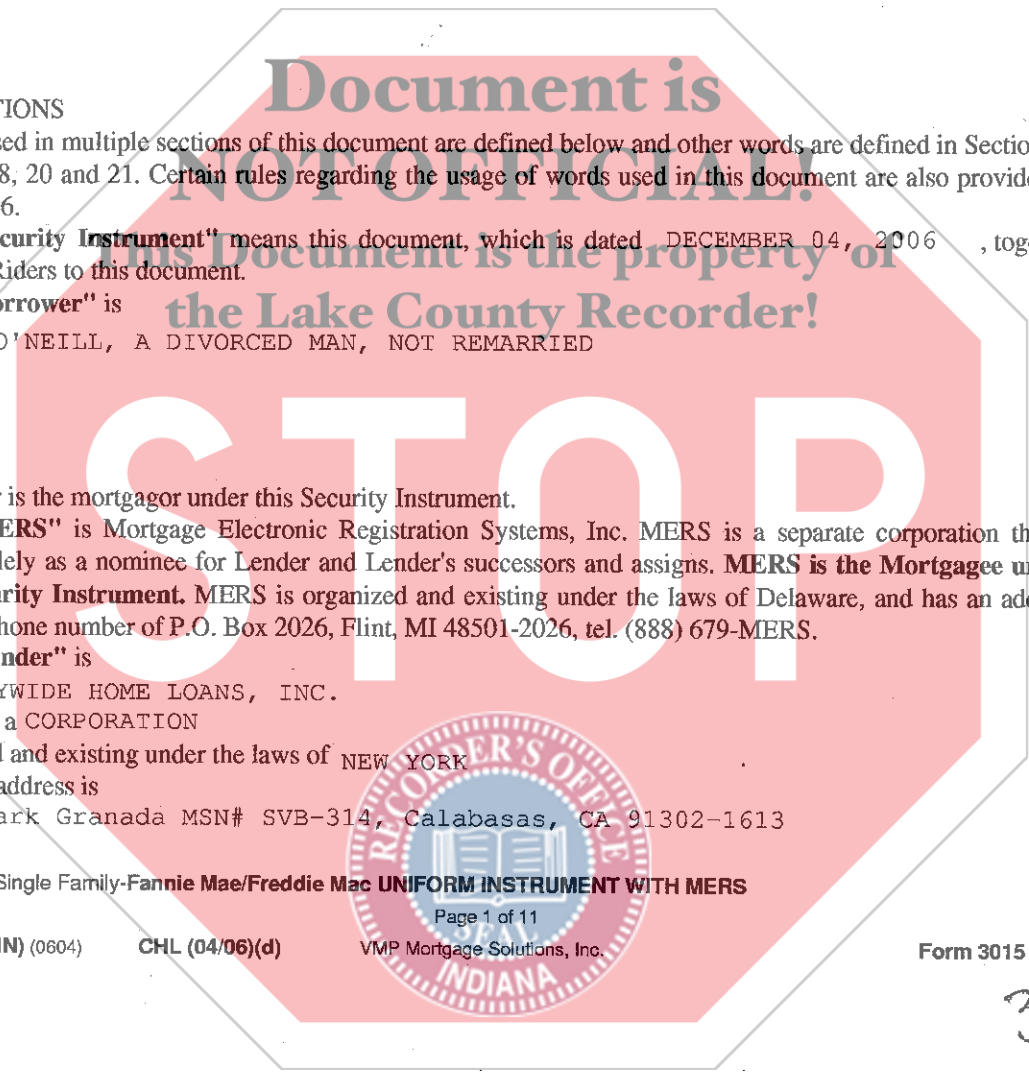 Document is
TIONS
sed in multiple sections of this document are defined below and other words are defined in Section
8, 20 and 21. Certain rules regarding the usage of words used in this document are also provide
NOT OFFICIAL!
6.
curity Instrument" means this document, which is dated DECEMBER 04, 2006 , toge
This Document is the property of
Riders to this document.
orrower" is
the Lake County Recorder!
O'NEILL, A DIVORCED MAN, NOT REMARRIED
STOP
r is the mortgagor under this Security Instrument.
ERS" is Mortgage Electronic Registration Systems, Inc. MERS is a separate corporation th
lely as a nominee for Lender and Lender's successors and assigns. MERS is the Mortgagee u
rity Instrument. MERS is organized and existing under the laws of Delaware, and has an add
hone number of P.O. Box 2026, Flint, MI 48501-2026, tel. (888) 679-MERS.
nder" is
YWIDE HOME LOANS, INC.
a CORPORATION
d and existing under the laws of NEW YORK .
address is
ark Granada MSN# SVB-314, Calabasas, CA 91302-1613
RECORDER'S OFFICE
Single Family-Fannie Mae/Freddie Mac UNIFORM INSTRUMENT WITH MERS
Page 1 of 11
SEAL
IN) (0604) CHL (04/06)(d) VMP Mortgage Solutions, Inc. Form 3015
INDIANA